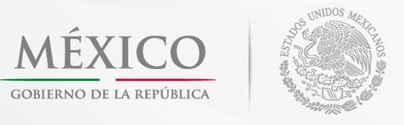 MÉXICO
GOBIERNO DE LA REPÚBLICA
ESTADOS UNIDOS MEXICANOS